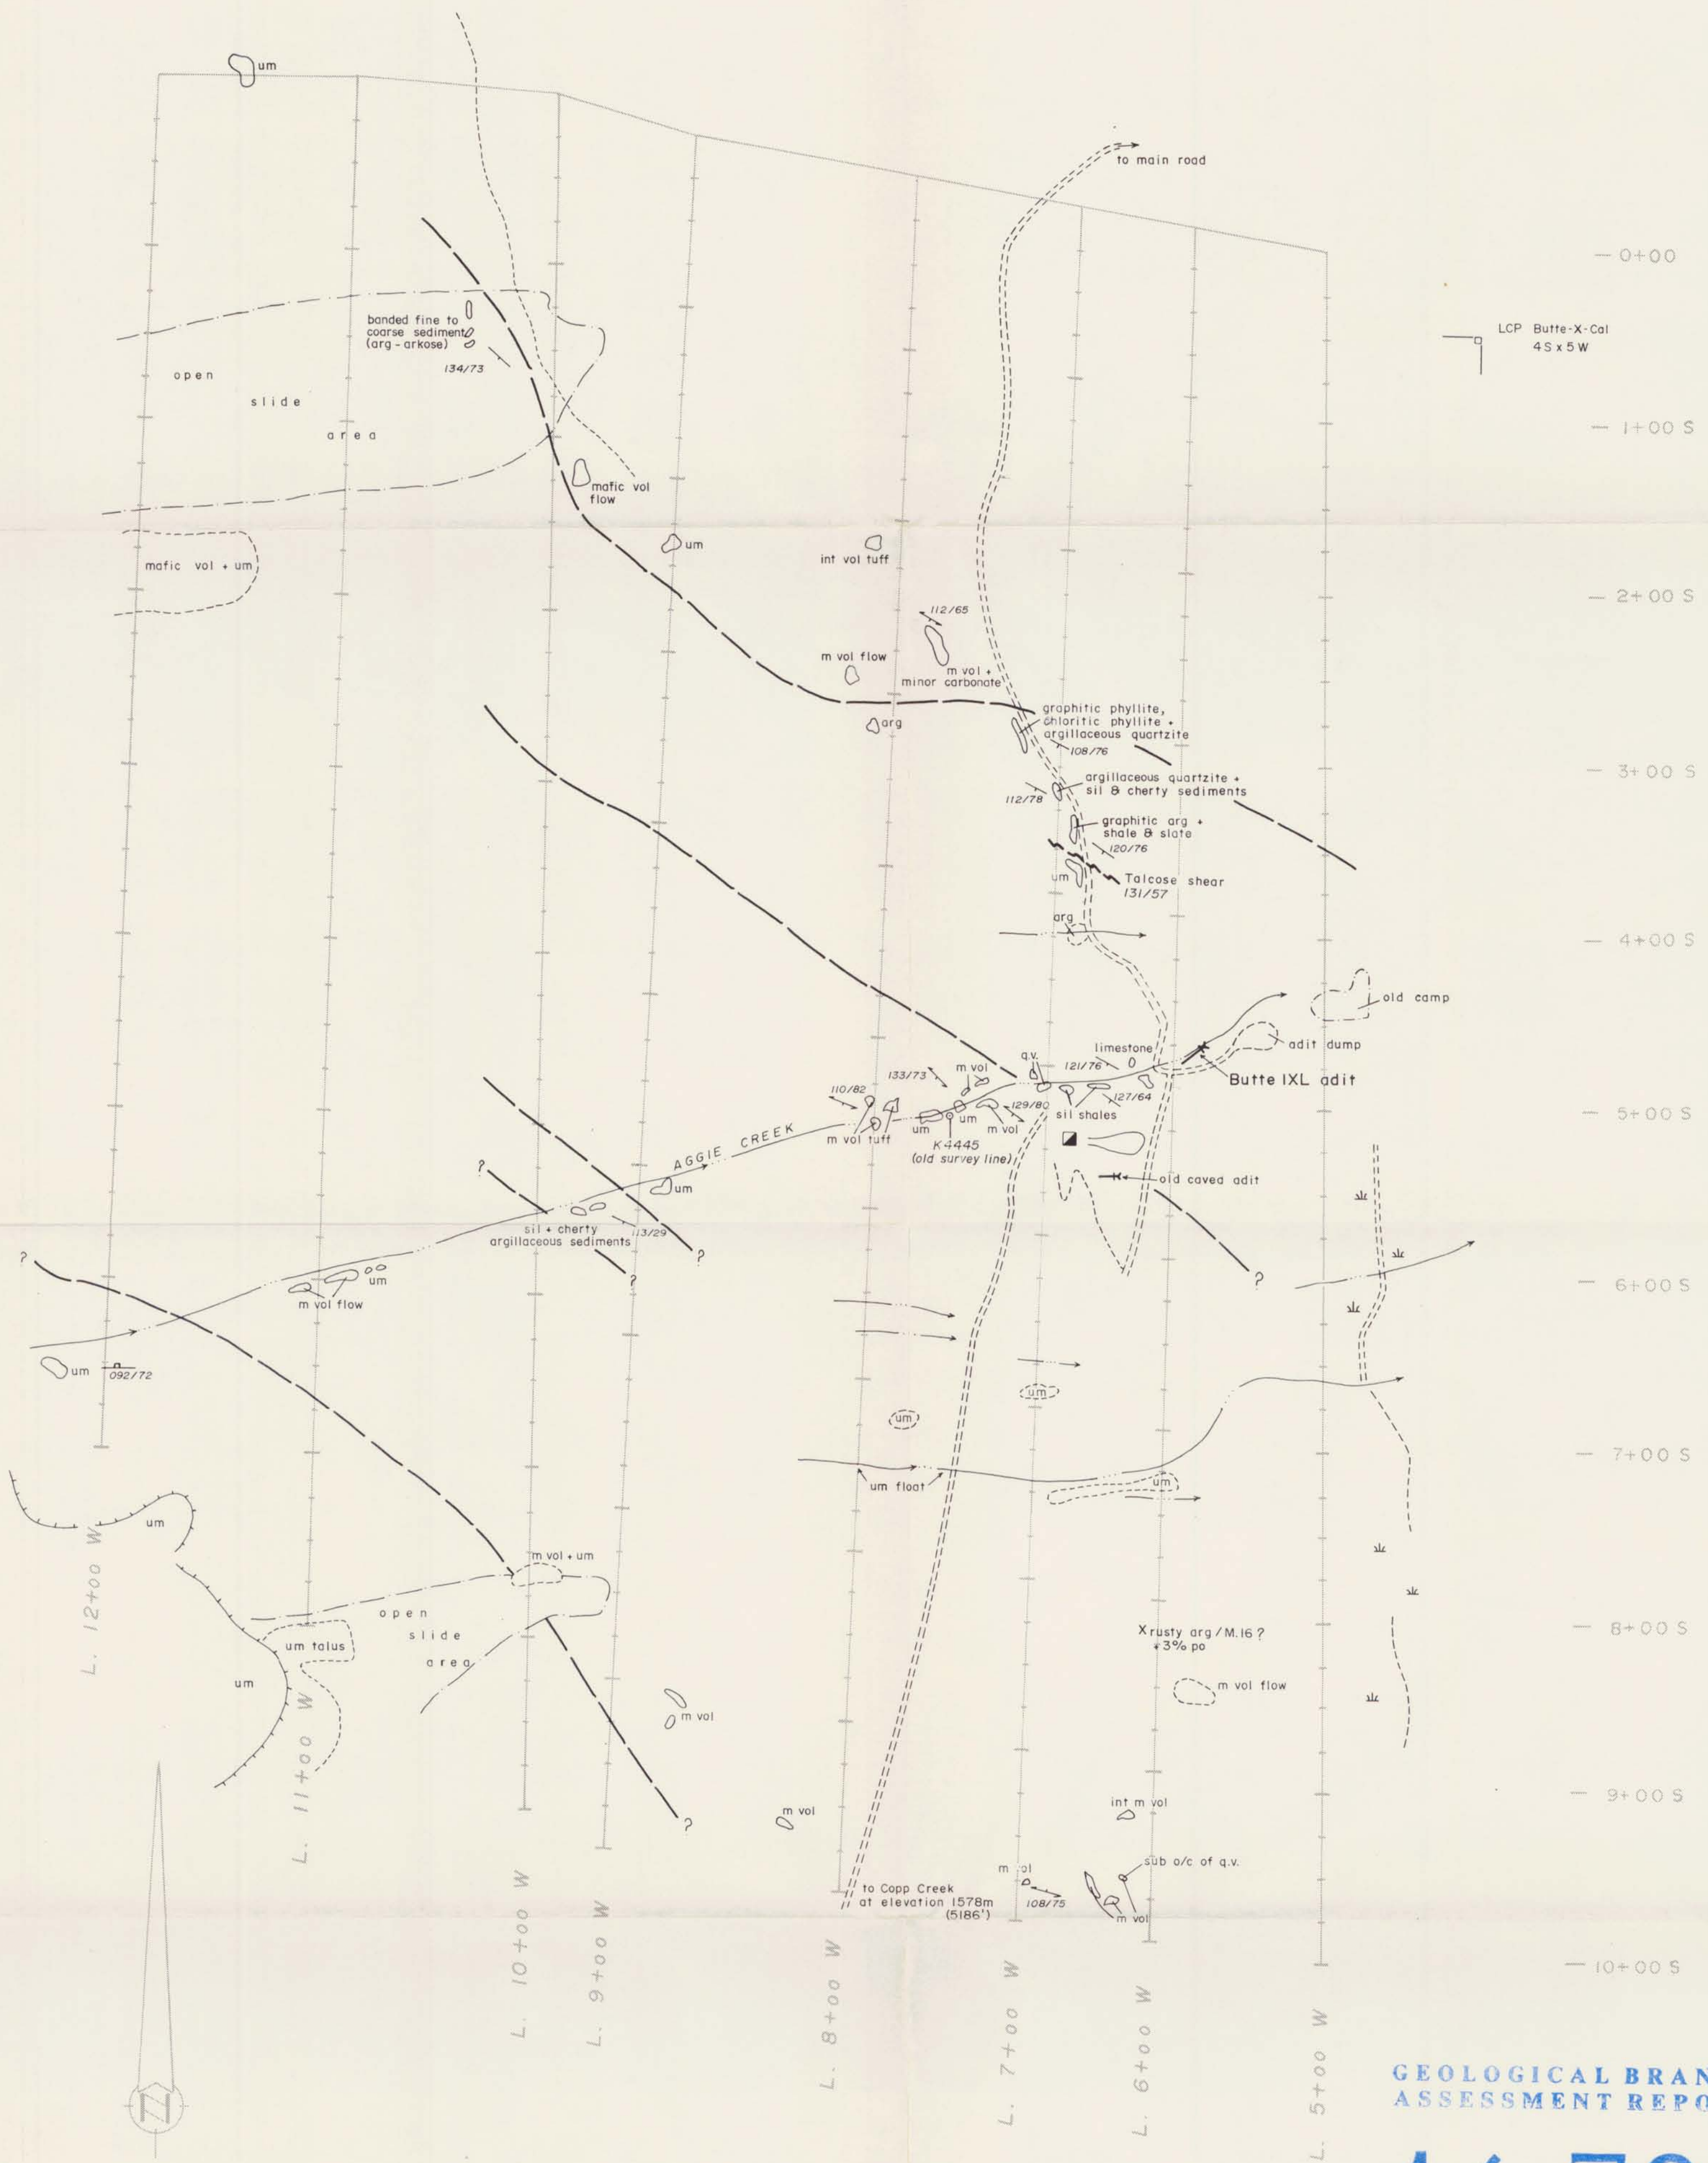 um
to main road
— 0+00
LCP Butte-X-Cal
4S x 5W
banded fine to
coarse sediment
(arg - arkose)
134/73
open
slide
area
— 1+00 S
mafic vol
flow
um
int vol tuff
mafic vol + um
— 2+00 S
112/65
m vol flow
m vol +
minor carbonate
arg
graphitic phyllite,
chloritic phyllite +
argillaceous quartzite
108/76
— 3+00 S
argillaceous quartzite +
sil & cherty sediments
112/78
graphitic arg +
shale & slate
120/76
um
Talcose shear
131/57
arg
— 4+00 S
old camp
adit dump
limestone
q.v.
121/76
m vol
133/73
Butte IXL adit
110/82
127/64
129/80
sil shales
— 5+00 S
um
um
m vol
m vol tuff
K4445
(old survey line)
AGGIE CREEK
?
um
old caved adit
sil + cherty
argillaceous sediments
113/29
?
?
?
?
um
m vol flow
— 6+00 S
um
092/72
um
um
— 7+00 S
um float
um
um
m vol + um
L. 12+00 W
open
slide
area
um talus
X rusty arg / M.16 ?
+3% po
— 8+00 S
um
m vol flow
m vol
L. 11+00 W
— 9+00 S
int m vol
m vol
?
sub o/c of q.v.
to Copp Creek
at elevation 1578m
(5186')
108/75
m vol
— 10+00 S
L. 10+00 W
L. 9+00 W
L. 8+00 W
L. 7+00 W
L. 6+00 W
L. 5+00 W
GEOLOGICAL BRAN
ASSESSMENT REPO